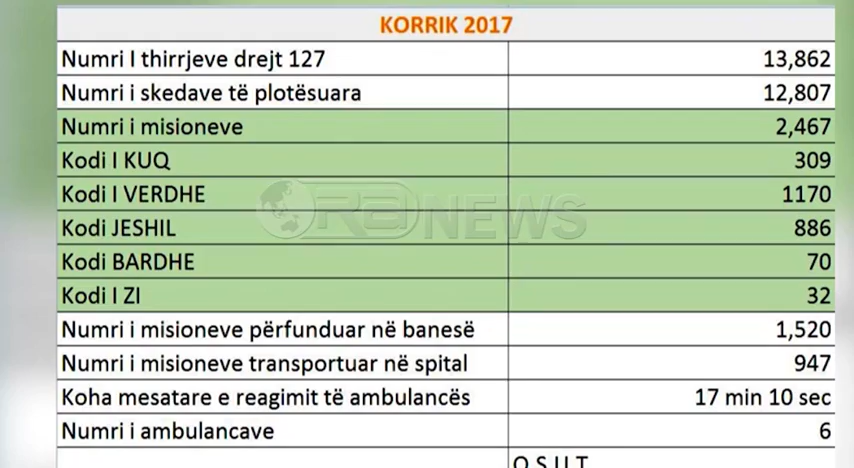 KORRIK 2017
Numri I thirrjeve drejt 127 13,862
Numri i skedave të plotësuara 12,807
Numri i misioneve 2,467
Kodi I KUQ 309
Kodi I VERDHE 1170
Kodi JESHIL 886
Kodi BARDHE 70
Kodi I ZI 32
Numri i misioneve përfunduar në banesë 1,520
Numri i misioneve transportuar në spital 947
Koha mesatare e reagimit të ambulancës 17 min 10 sec
Numri i ambulancave 6
Ora NEWS